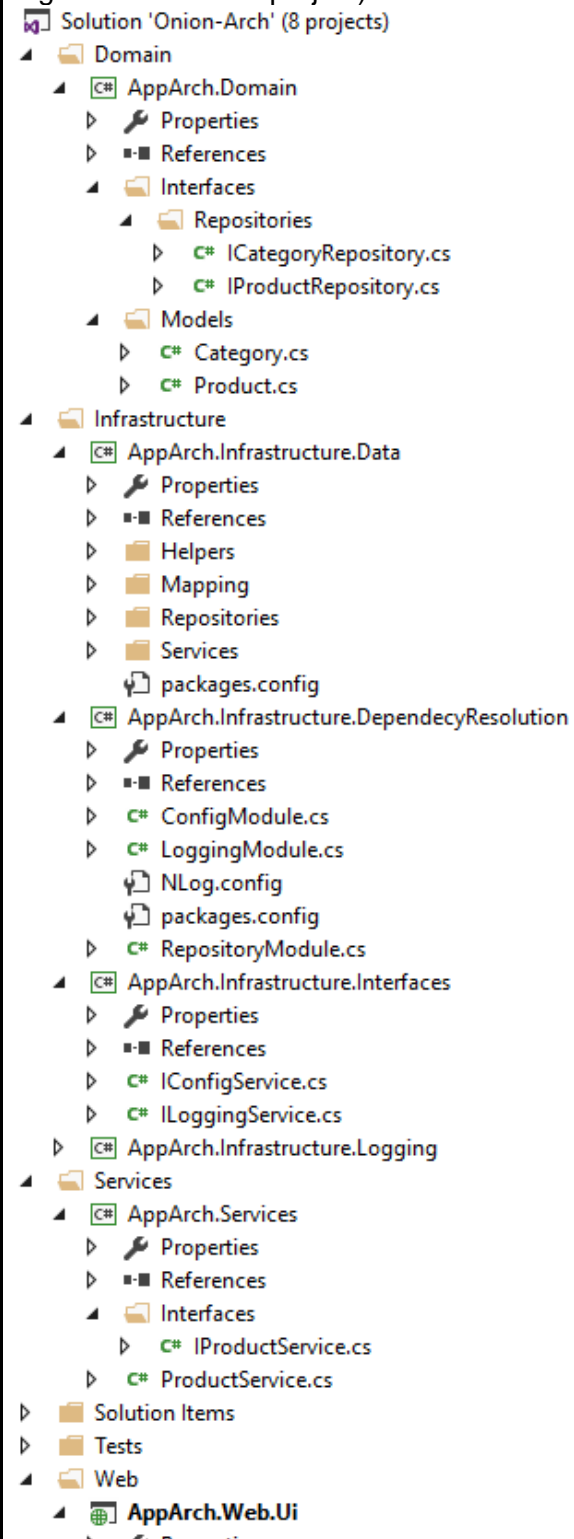 Solution 'Onion-Arch' (8 projects)
Domain
C# AppArch.Domain
Properties
References
Interfaces
Repositories
C# ICategoryRepository.cs
C# IProductRepository.cs
Models
C# Category.cs
C# Product.cs
Infrastructure
C# AppArch.Infrastructure.Data
Properties
References
Helpers
Mapping
Repositories
Services
packages.config
C# AppArch.Infrastructure.DependecyResolution
Properties
References
C# ConfigModule.cs
C# LoggingModule.cs
NLog.config
packages.config
C# RepositoryModule.cs
C# AppArch.Infrastructure.Interfaces
Properties
References
C# IConfigService.cs
C# ILoggingService.cs
C# AppArch.Infrastructure.Logging
Services
C# AppArch.Services
Properties
References
Interfaces
C# IProductService.cs
C# ProductService.cs
Solution Items
Tests
Web
AppArch.Web.Ui